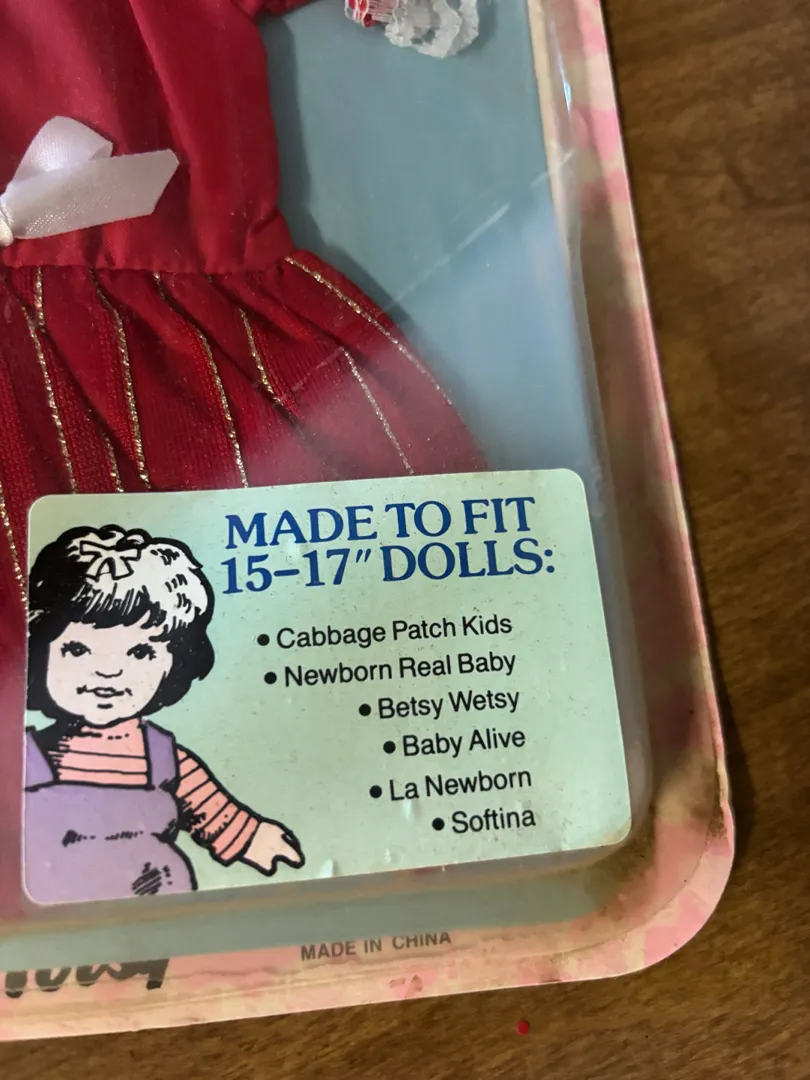 MADE TO FIT
15-17" DOLLS:
• Cabbage Patch Kids
• Newborn Real Baby
• Betsy Wetsy
• Baby Alive
• La Newborn
• Softina
MADE IN CHINA